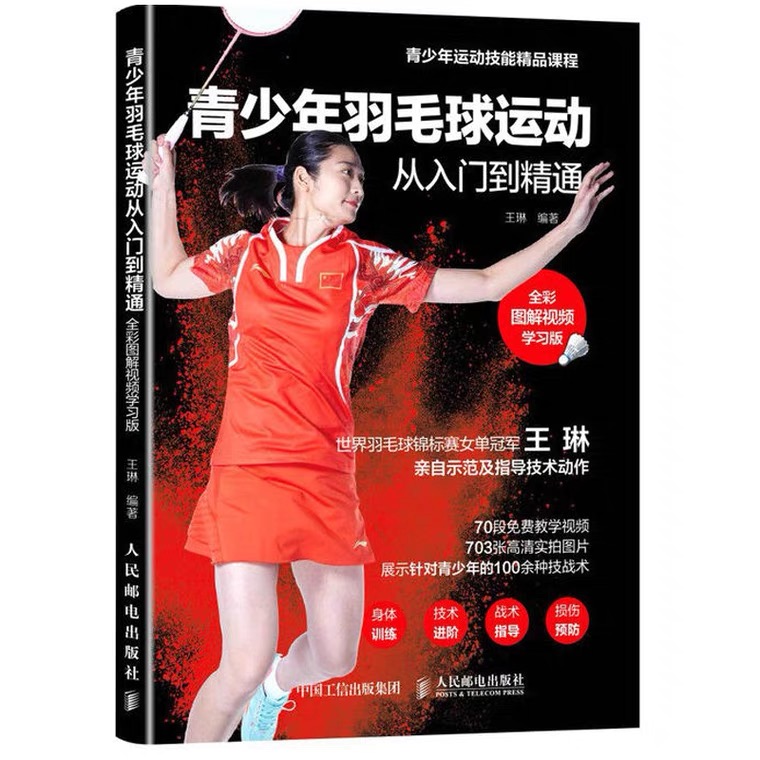 青少年运动技能精品课程
青少年羽毛球运动
从入门到精通
王琳 编著
全彩
图解视频
学习版
世界羽毛球锦标赛女单冠军 王琳
亲自示范及指导技术动作
70段免费教学视频
703张高清实拍图片
展示针对青少年的100余种技战术
身体
训练
技术
进阶
战术
指导
损伤
预防
中国工信出版集团
人民邮电出版社
POSTS & TELECOM PRESS
青少年羽毛球运动从入门到精通 全彩图解视频学习版
王琳 编著
人民邮电出版社